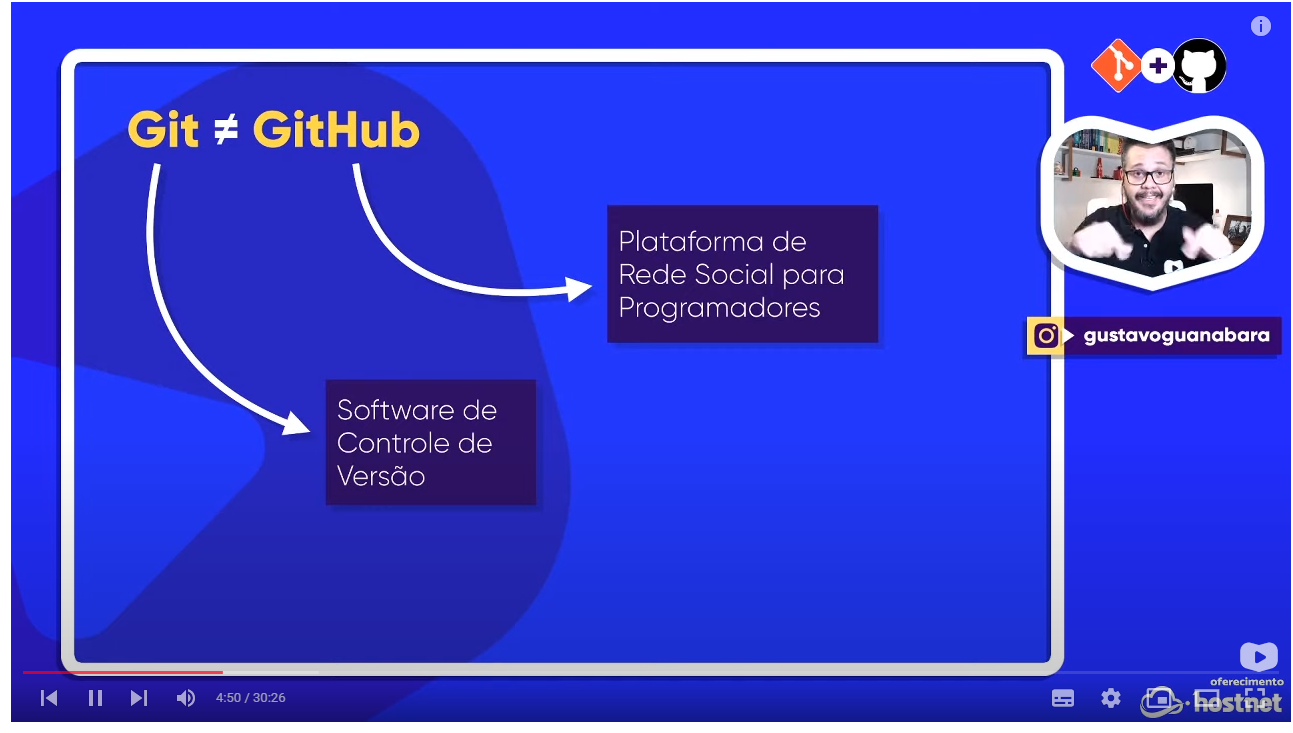 Git ≠ GitHub
Plataforma de
Rede Social para
Programadores
Software de
Controle de
Versão
gustavoguanabara
4:50 / 30:26
oferecimento
hostnet